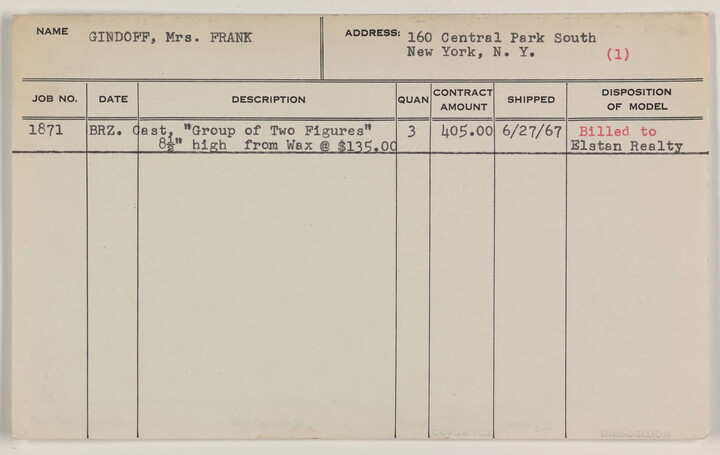 NAME GINDOFF, Mrs. FRANK ADDRESS: 160 Central Park South
New York, N. Y. (1)
JOB NO. DATE DESCRIPTION QUAN CONTRACT AMOUNT SHIPPED DISPOSITION OF MODEL
1871 BRZ. Cast, "Group of Two Figures" 3 405.00 6/27/67 Billed to
8½" high from Wax @ $135.00 Elstan Realty